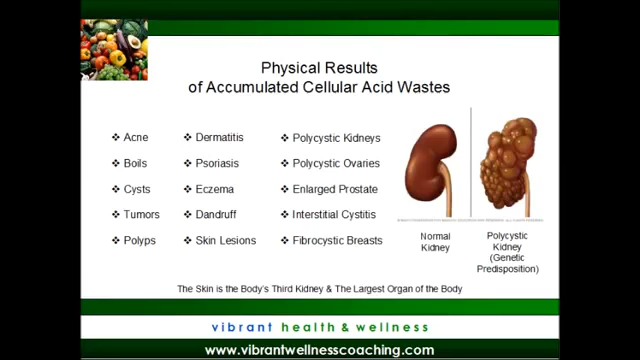 Physical Results
of Accumulated Cellular Acid Wastes
❖ Acne
❖ Boils
❖ Cysts
❖ Tumors
❖ Polyps
❖ Dermatitis
❖ Psoriasis
❖ Eczema
❖ Dandruff
❖ Skin Lesions
❖ Polycystic Kidneys
❖ Polycystic Ovaries
❖ Enlarged Prostate
❖ Interstitial Cystitis
❖ Fibrocystic Breasts
Normal
Kidney
Polycystic
Kidney
(Genetic
Predisposition)
The Skin is the Body's Third Kidney & The Largest Organ of the Body
vibrant health & wellness
www.vibrantwellnesscoaching.com